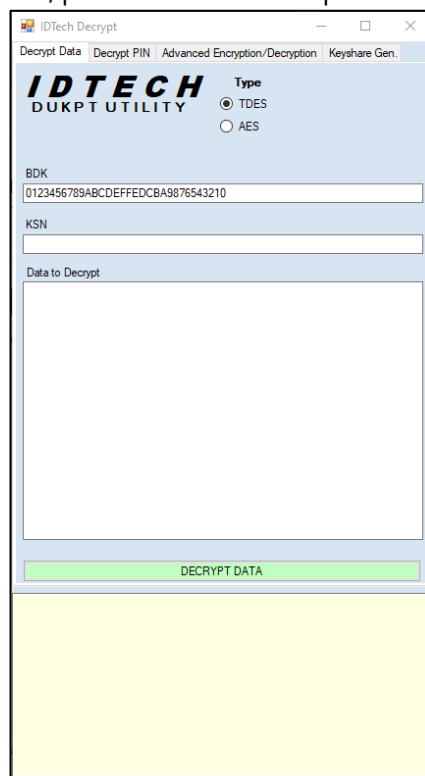 IDTech Decrypt
Decrypt Data Decrypt PIN Advanced Encryption/Decryption Keyshare Gen.
IDTECH
DUKPT UTILITY
Type
TDES
AES
BDK
0123456789ABCDEFFEDCBA9876543210
KSN
Data to Decrypt
DECRYPT DATA